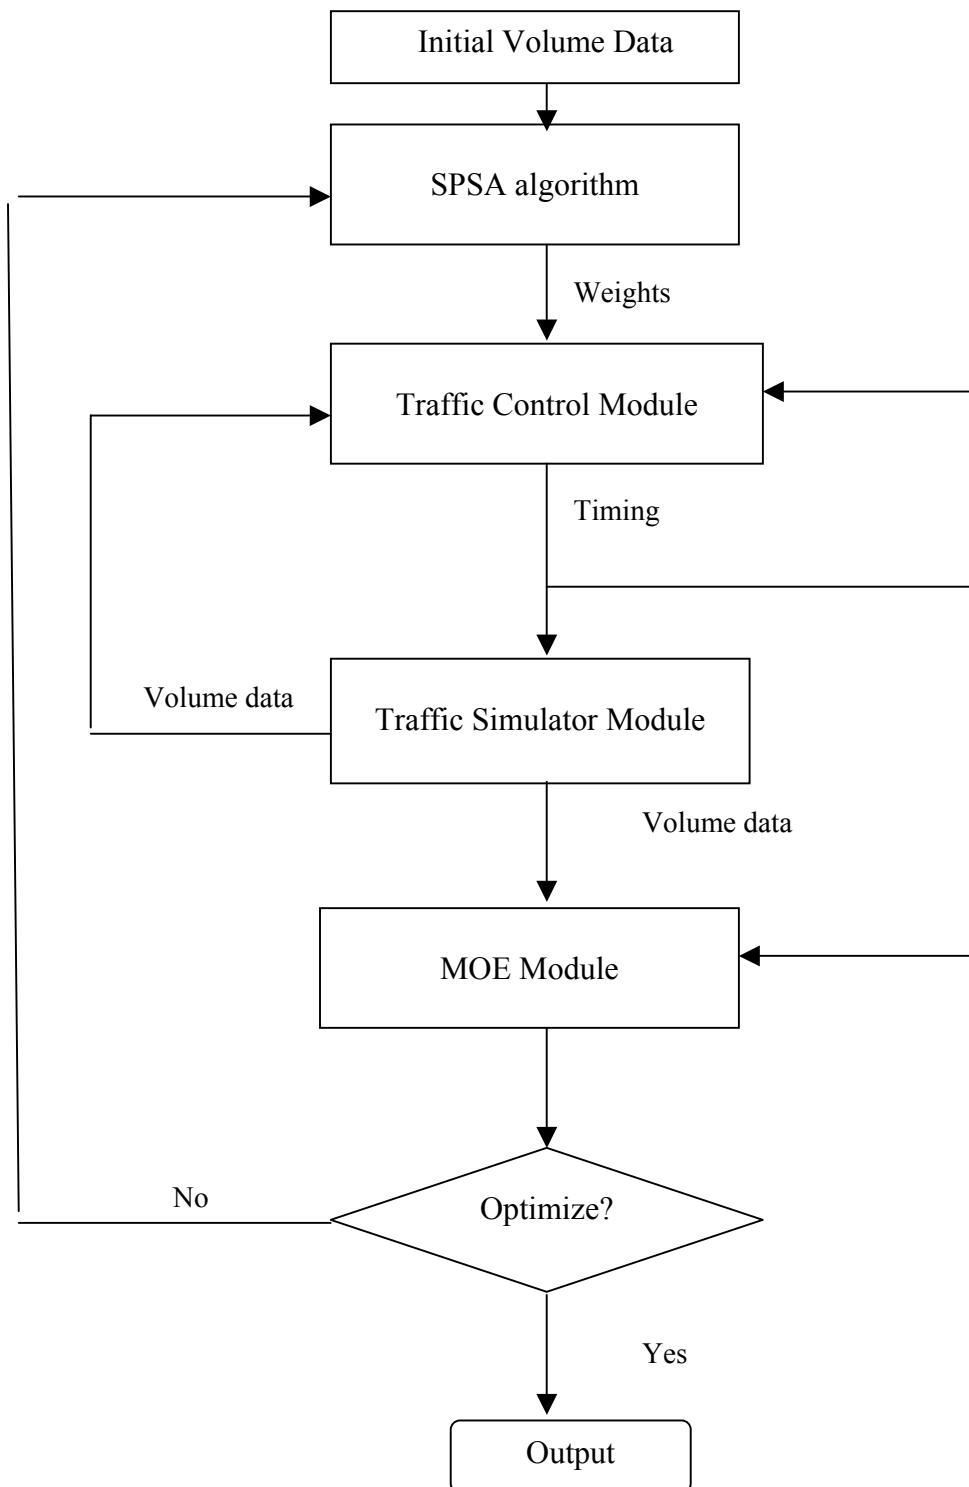 Initial Volume Data
SPSA algorithm
Weights
Traffic Control Module
Timing
Volume data
Traffic Simulator Module
Volume data
MOE Module
No
Optimize?
Yes
Output